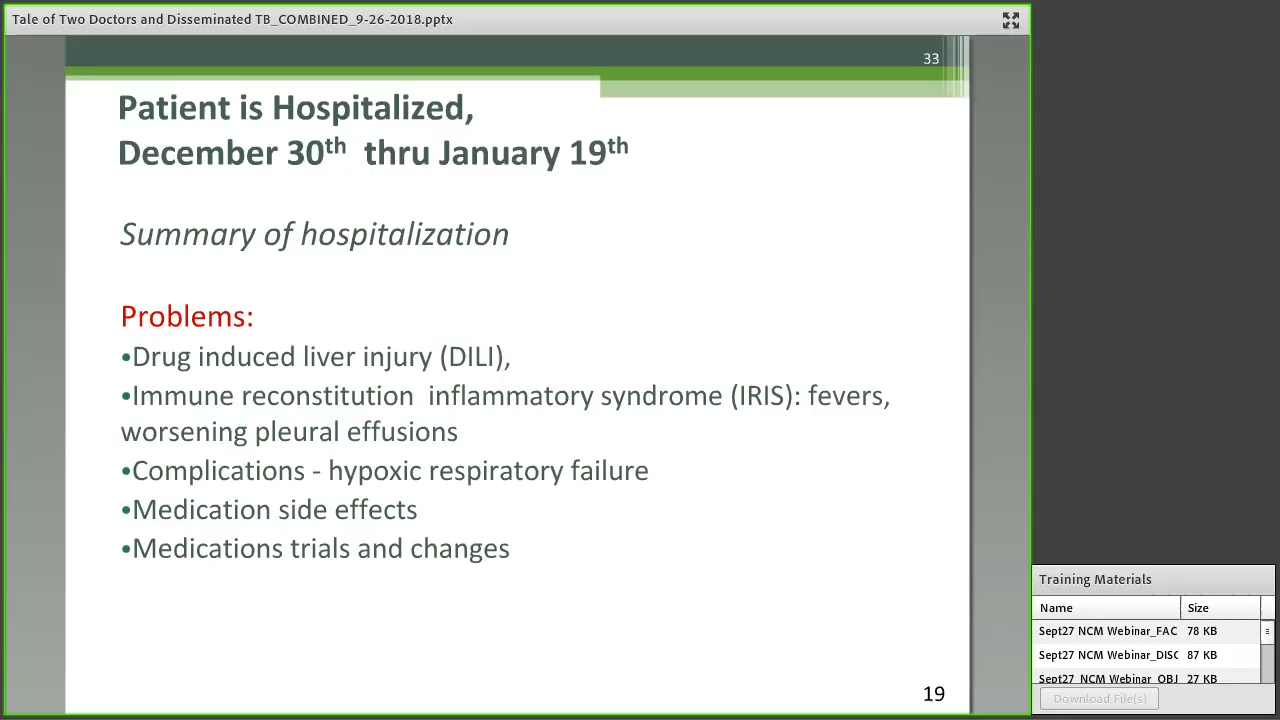 Tale of Two Doctors and Disseminated TB_COMBINED_9-26-2018.pptx
33
Patient is Hospitalized,
December 30th thru January 19th
Summary of hospitalization
Problems:
•Drug induced liver injury (DILI),
•Immune reconstitution inflammatory syndrome (IRIS): fevers,
worsening pleural effusions
•Complications - hypoxic respiratory failure
•Medication side effects
•Medications trials and changes
19
Training Materials
Name Size
Sept27 NCM Webinar_FAC 78 KB
Sept27 NCM Webinar_DISC 87 KB
Sept27 NCM Webinar_OBJ 27 KB
Download File(s)